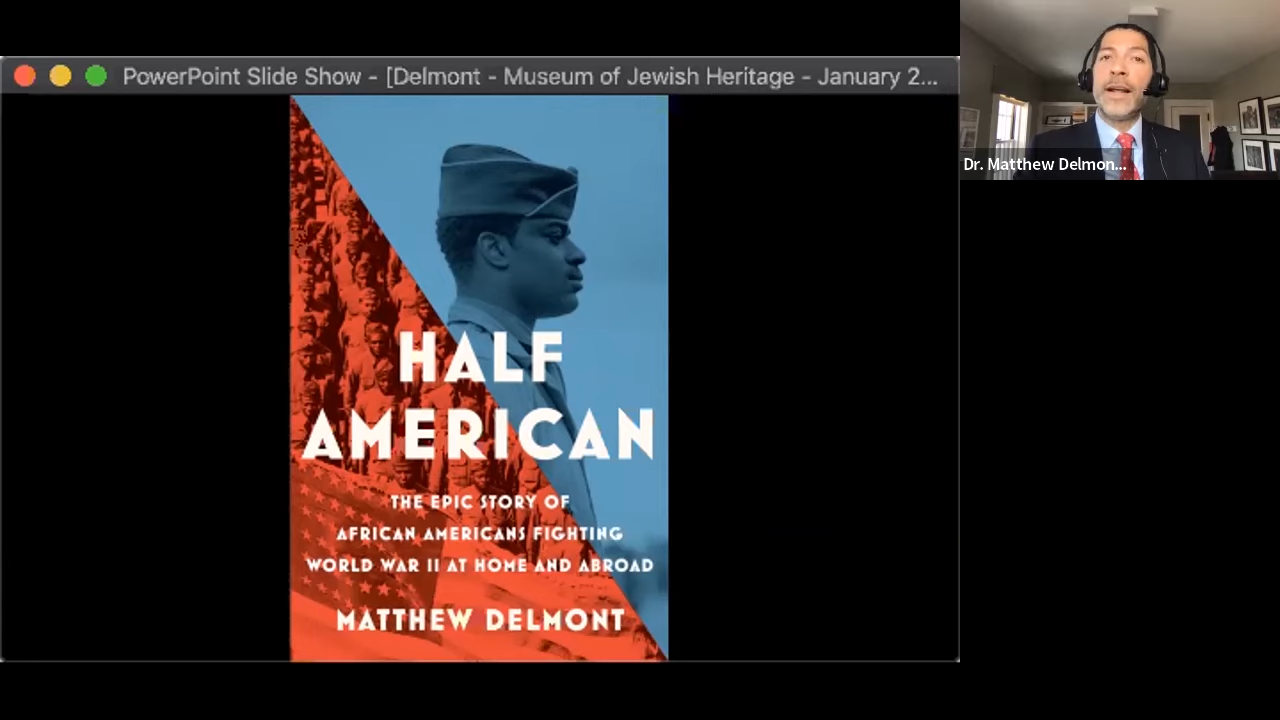 PowerPoint Slide Show - [Delmont - Museum of Jewish Heritage - January 2...
Dr. Matthew Delmon...
HALF
AMERICAN
THE EPIC STORY OF
AFRICAN AMERICANS FIGHTING
WORLD WAR II AT HOME AND ABROAD
MATTHEW DELMONT